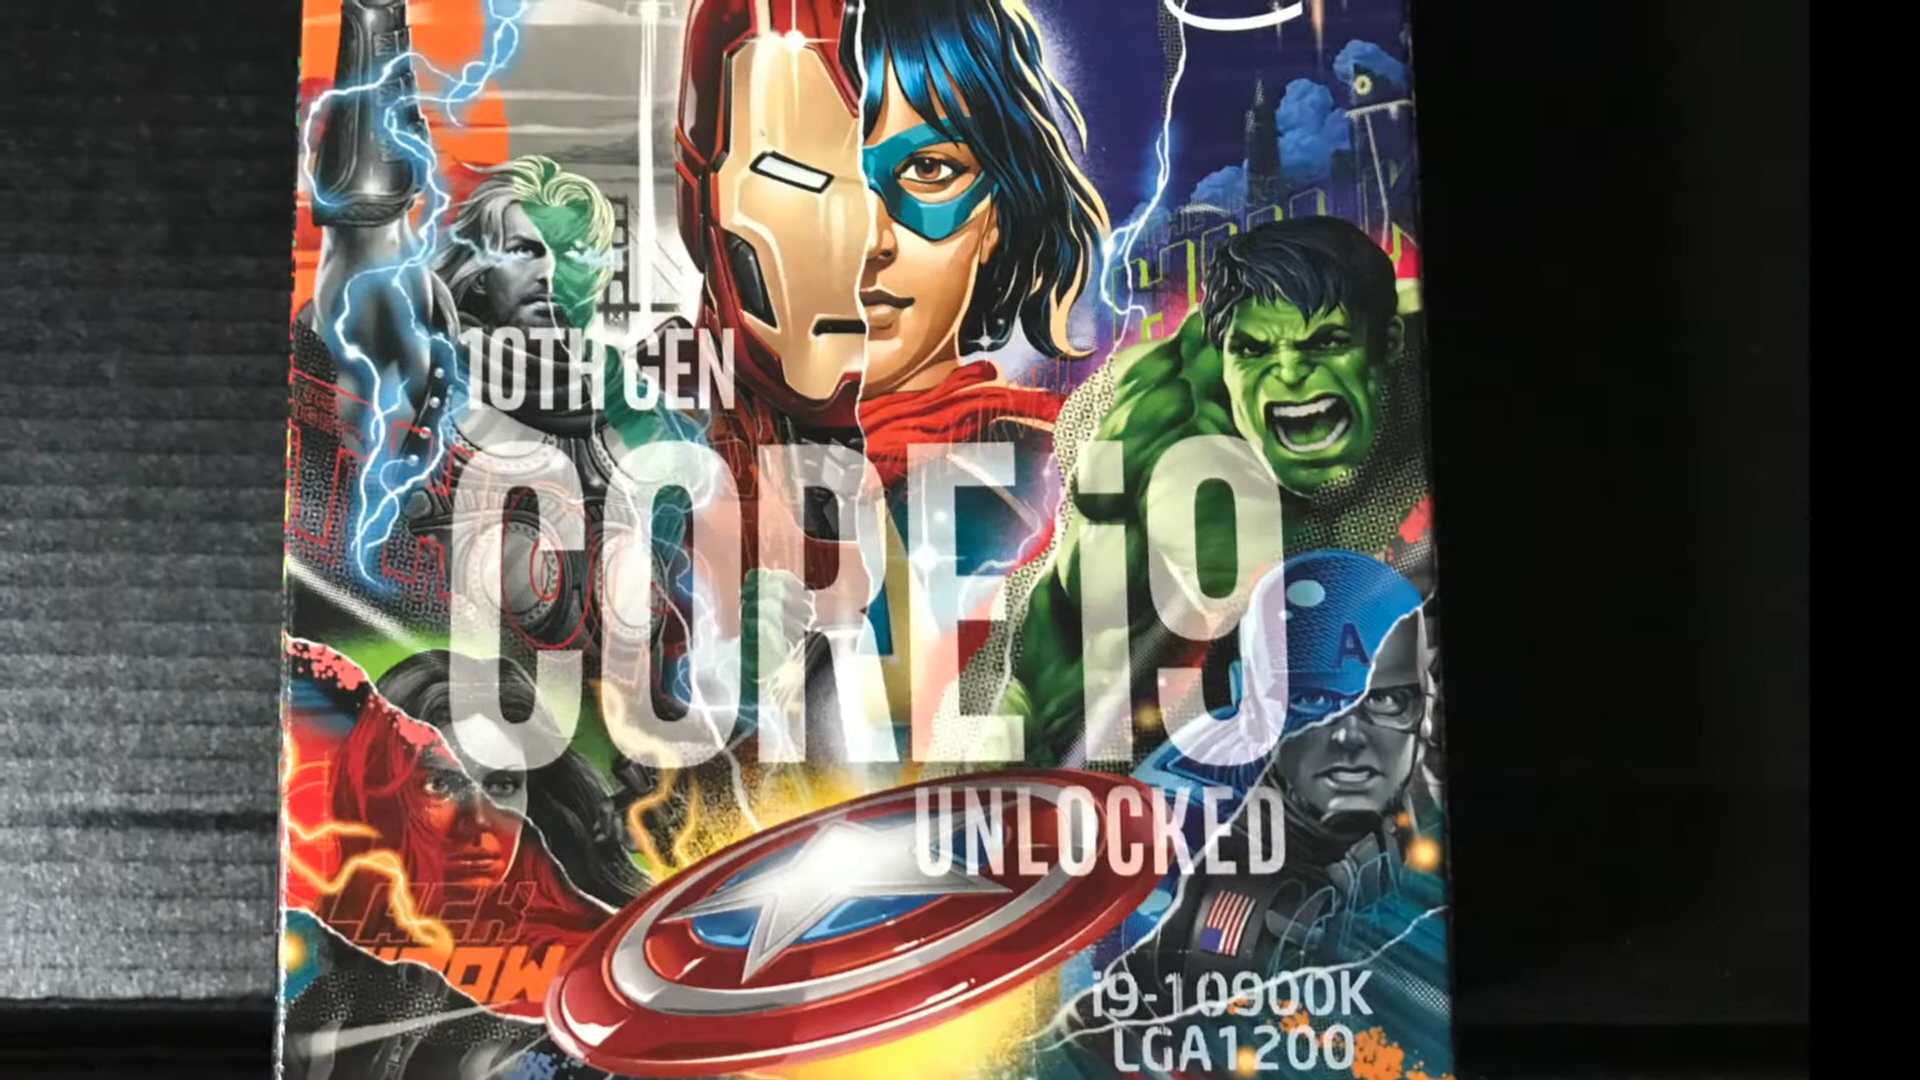 10TH GEN
CORE i9
UNLOCKED
A
i9-10900K
LGA1200